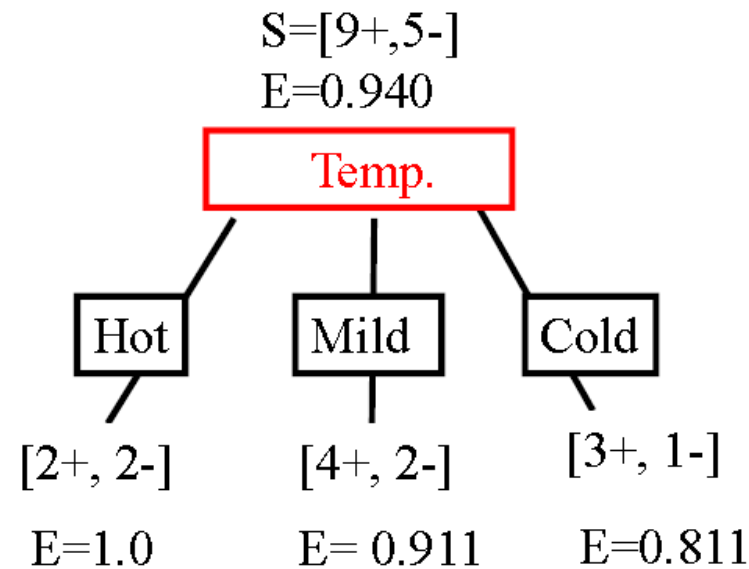 S=[9+,5-]
E=0.940
Temp.
Hot
Mild
Cold
[2+, 2-]
[4+, 2-]
[3+, 1-]
E=1.0
E= 0.911
E=0.811